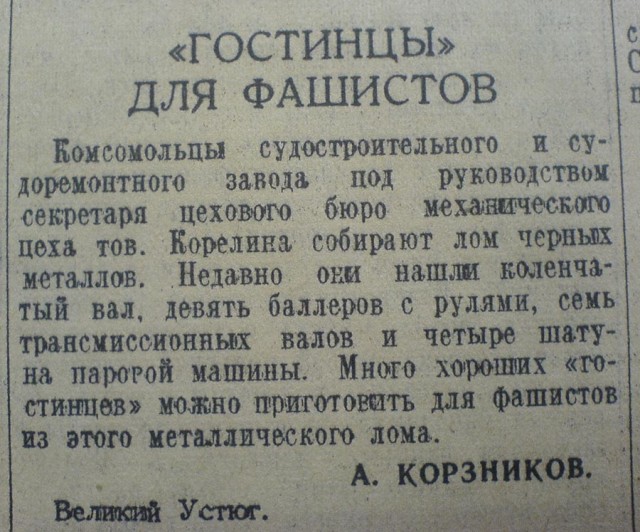 «ГОСТИНЦЫ»
ДЛЯ ФАШИСТОВ
Комсомольцы судостроительного и су-
доремонтного завода под руководством
секретаря цехового бюро механического
цеха тов. Корелина собирают лом черных
металлов. Недавно они нашли коленча-
тый вал, девять баллеров с рулями, семь
трансмиссионных валов и четыре шату-
на паровой машины. Много хороших «го-
стинцев» можно приготовить для фашистов
из этого металлического лома.
А. КОРЗНИКОВ.
Великий Устюг.